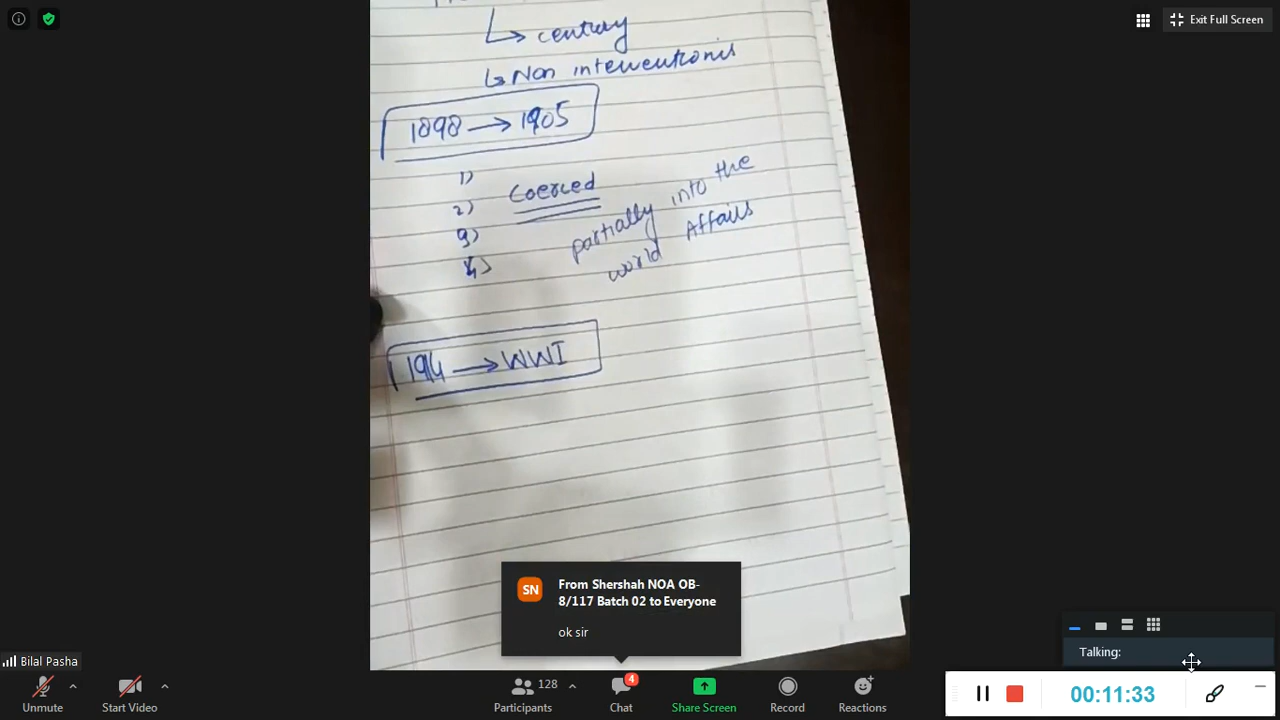 Exit Full Screen
century
Non interventionis
1898 → 1905
1)
2)
3)
4)
Coerced
partially into the
world Affairs
1914 → WWI
SN
From Shershah NOA OB-
8/117 Batch 02 to Everyone
ok sir
Bilal Pasha
Talking:
Unmute
Start Video
128
Participants
4
Chat
Share Screen
Record
Reactions
00:11:33